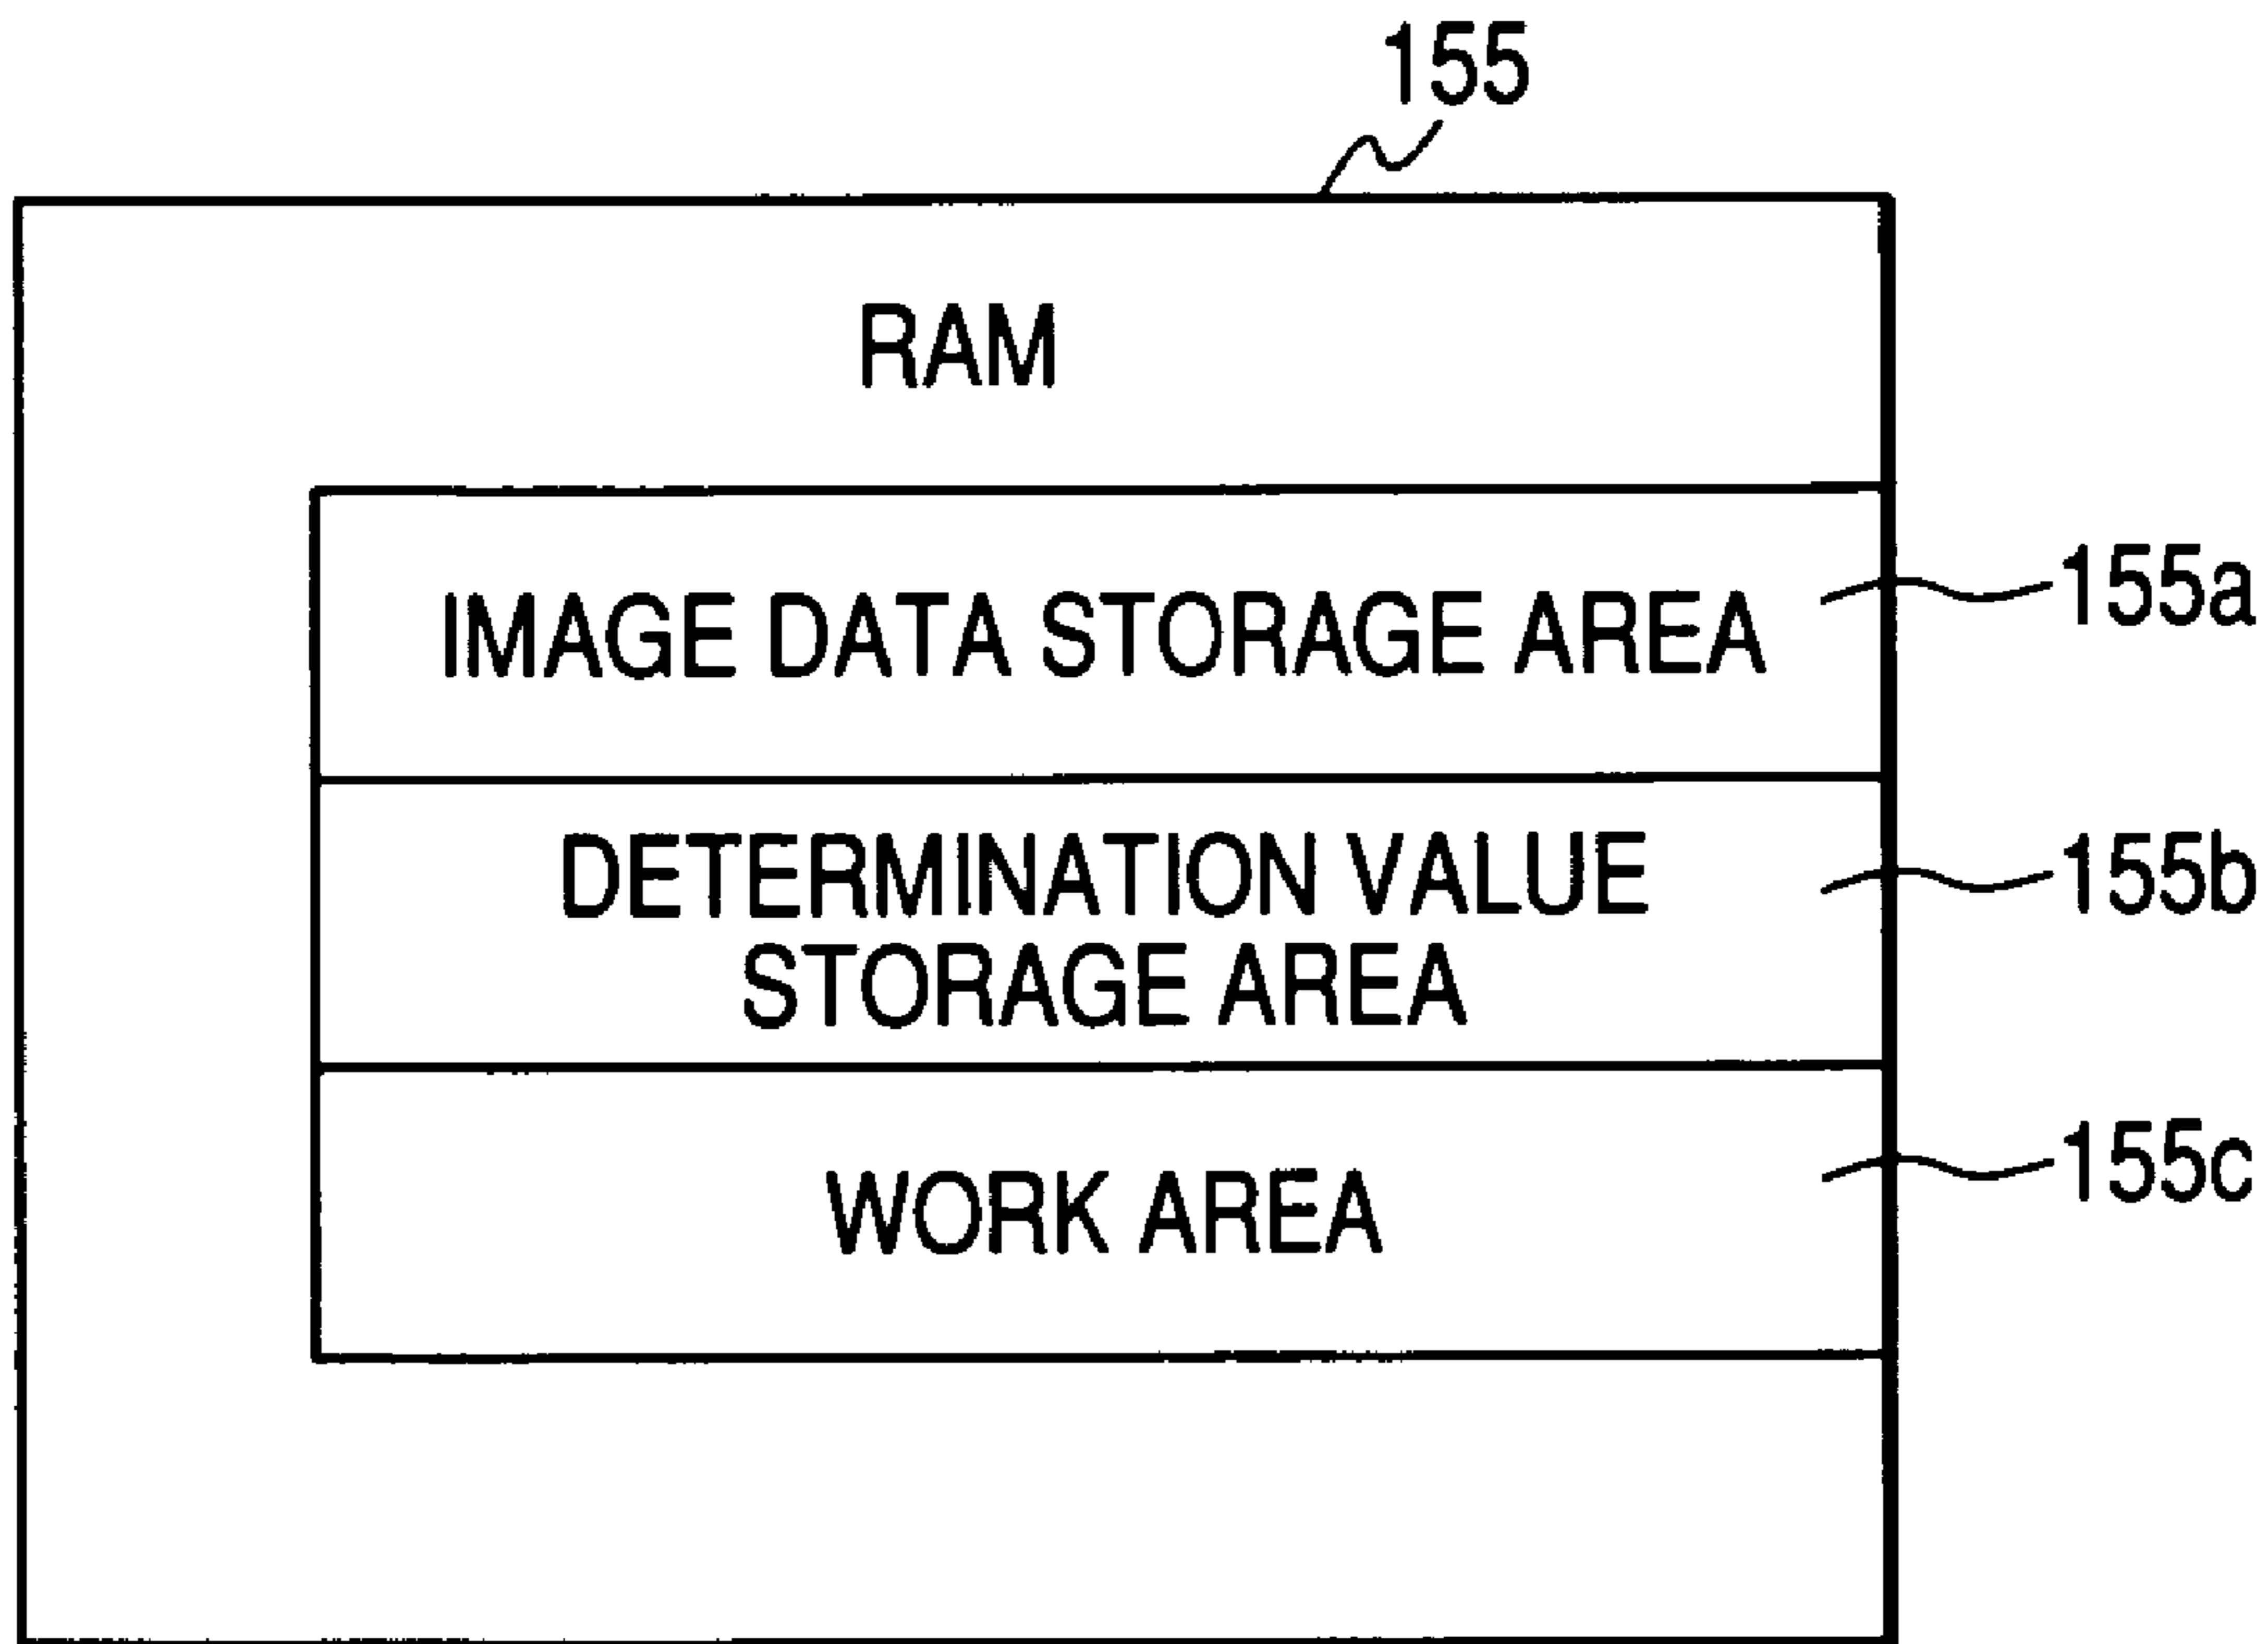 155
RAM
IMAGE DATA STORAGE AREA
155a
DETERMINATION VALUE
STORAGE AREA
155b
WORK AREA
155c